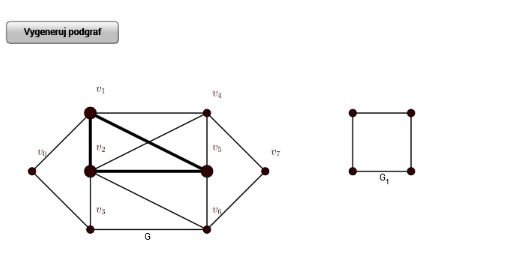 Vygeneruj podgraf
v₁
v₄
v₀
v₂
v₅
v₇
v₃
v₆
G₁
G